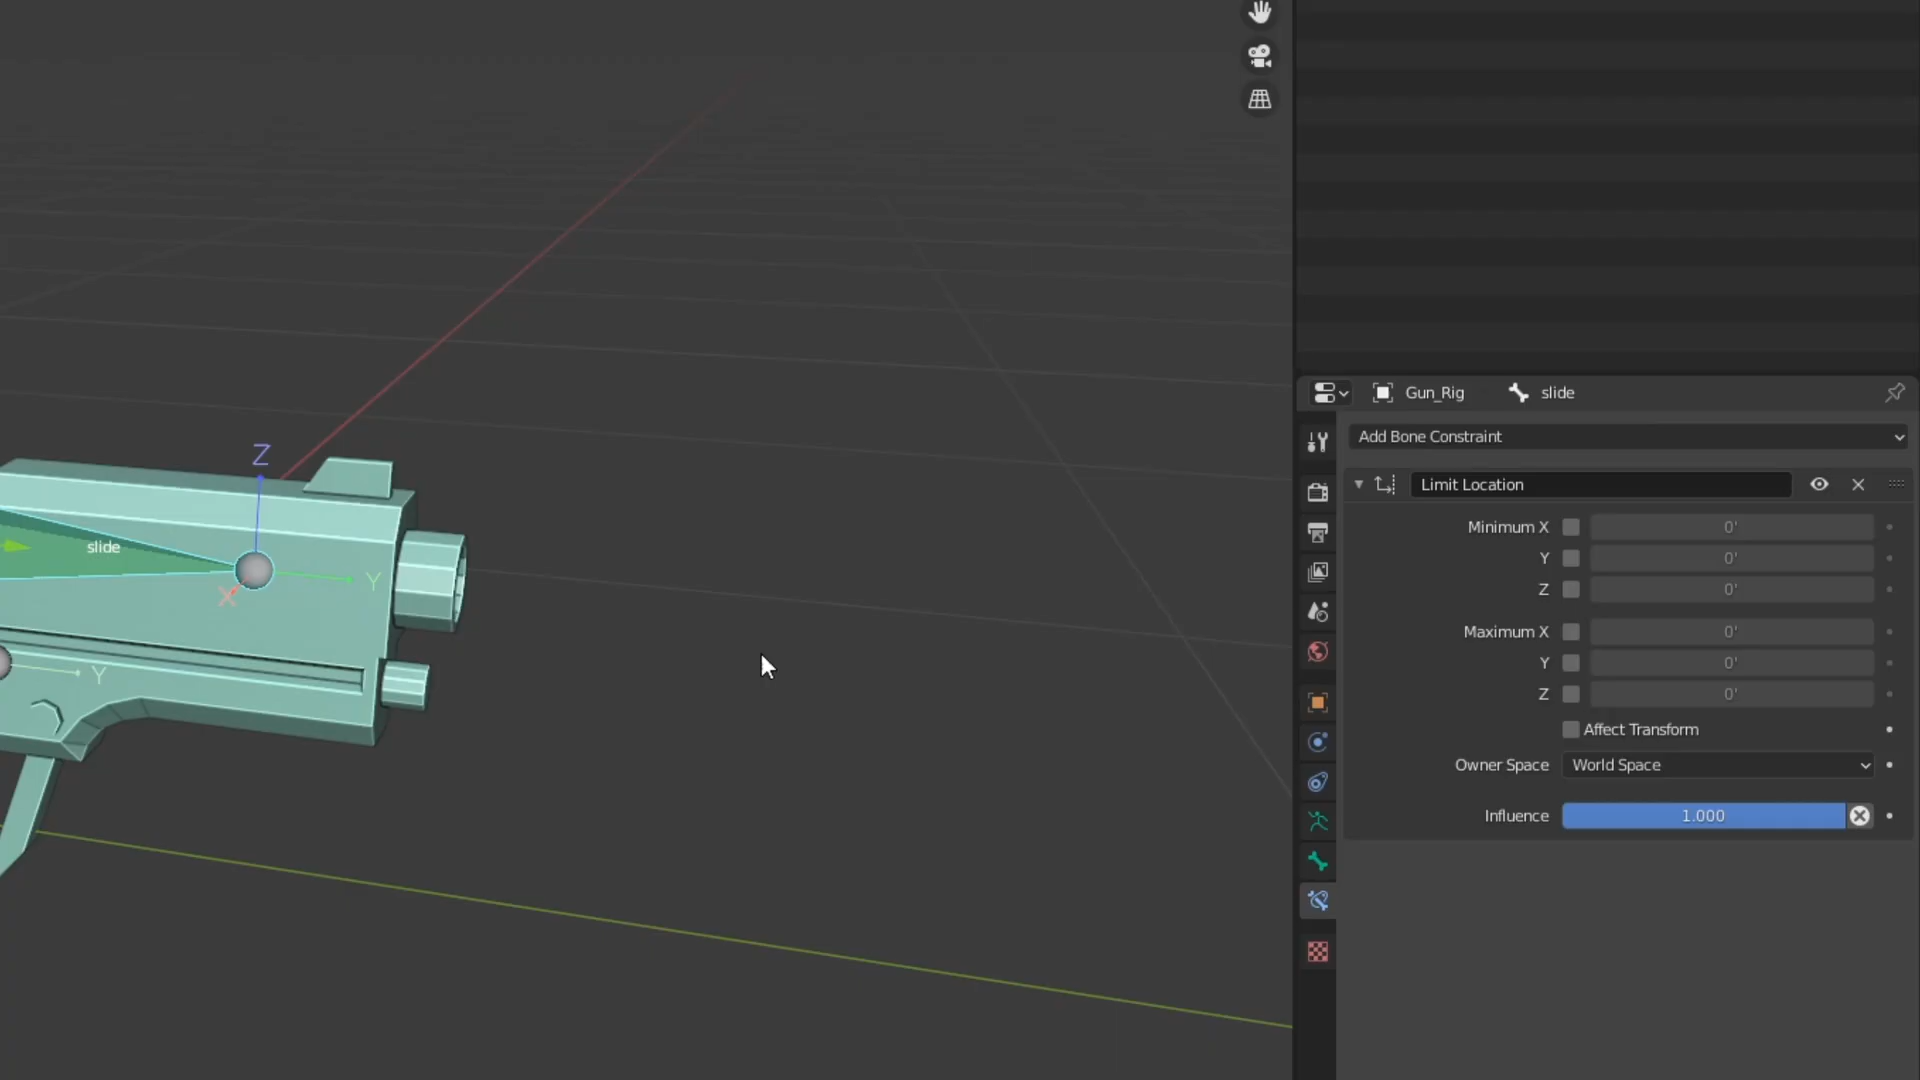 Gun_Rig slide
Add Bone Constraint
Limit Location
Minimum X 0'
Y 0'
Z 0'
Maximum X 0'
Y 0'
Z 0'
Affect Transform
Owner Space World Space
Influence 1.000
Z
slide
Y
X
Y